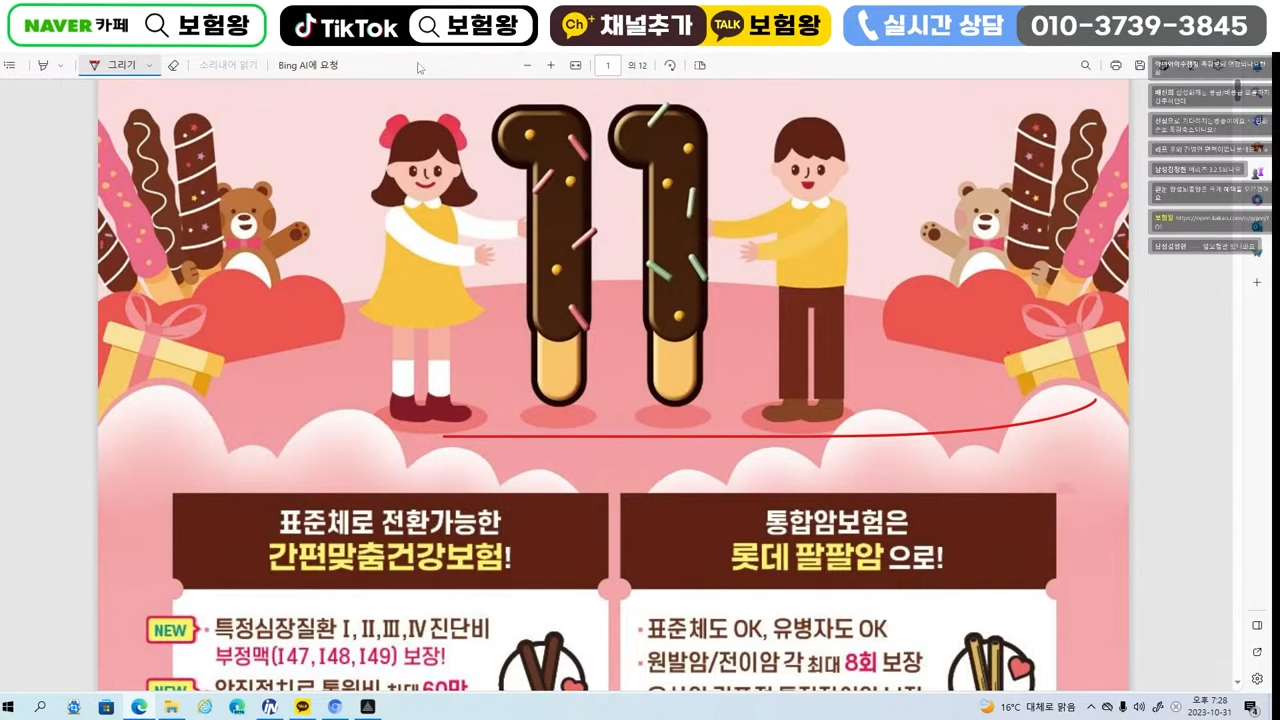 NAVER 카페 보험왕
TikTok 보험왕
Ch+ 채널추가 TALK 보험왕
실시간 상담 010-3739-3845
그리기
소리내어 읽기
Bing AI에 요청
1
의 12
11
표준체로 전환가능한
간편맞춤건강보험!
통합암보험은
롯데 팔팔암으로!
NEW · 특정심장질환 I, II, III, IV 진단비
부정맥(I47, I48, I49) 보장!
NEW
60만
· 표준체도 OK, 유병자도 OK
· 원발암/전이암 각 최대 8회 보장
16°C 대체로 맑음
오후 7:28
2023-10-31